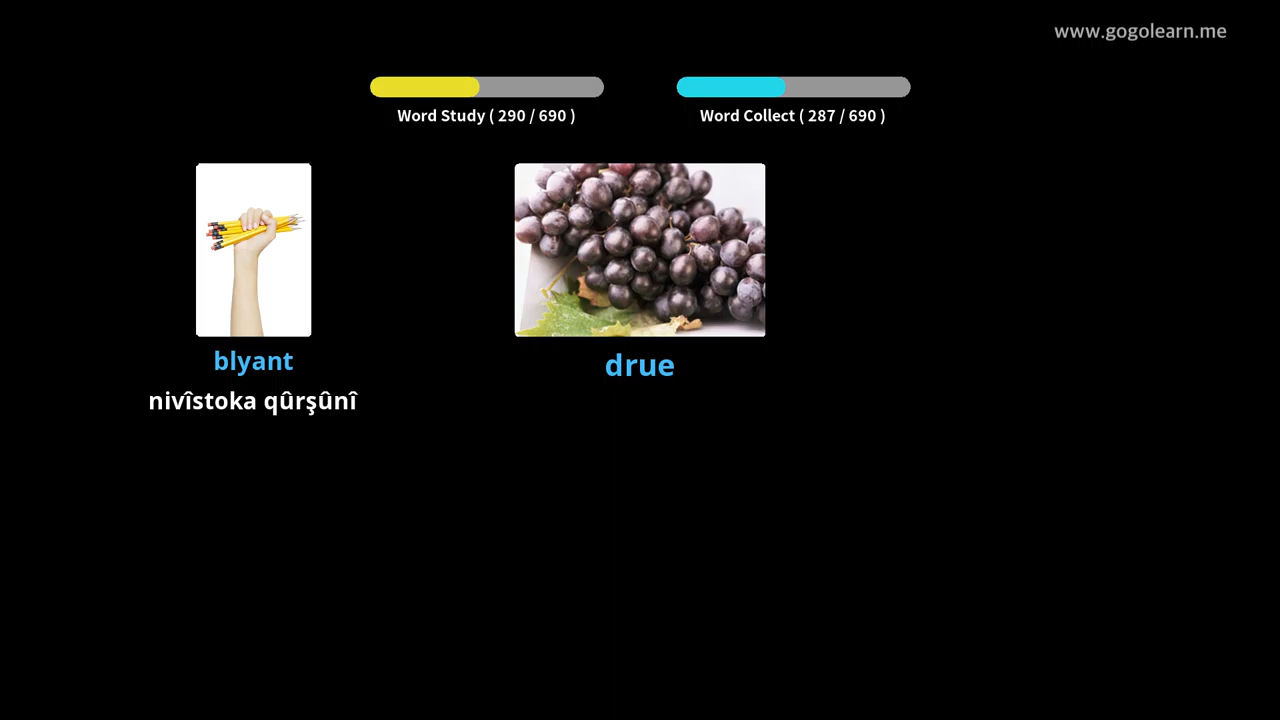 www.gogolearn.me
Word Study ( 290 / 690 )
Word Collect ( 287 / 690 )
blyant
nivîstoka qûrşûnî
drue